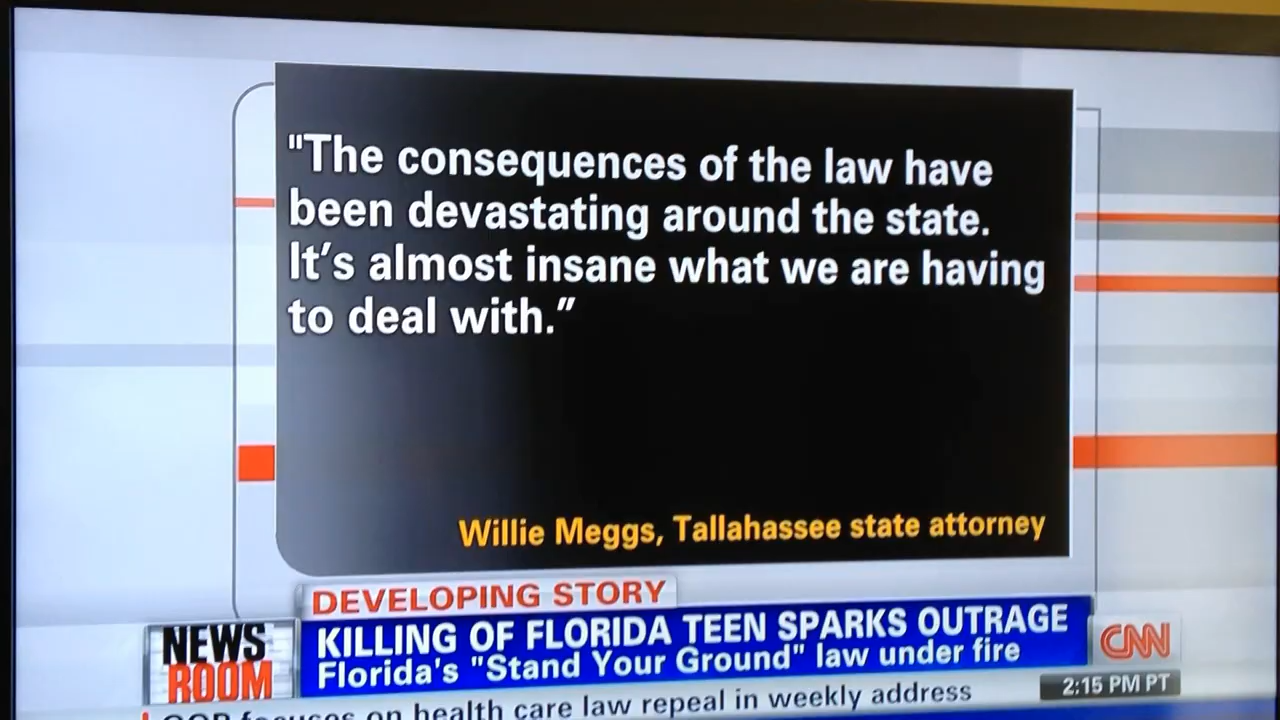 "The consequences of the law have
been devastating around the state.
It's almost insane what we are having
to deal with."
Willie Meggs, Tallahassee state attorney
DEVELOPING STORY
NEWS
ROOM
KILLING OF FLORIDA TEEN SPARKS OUTRAGE
Florida's "Stand Your Ground" law under fire
CNN
2:15 PM PT
GOP focuses on health care law repeal in weekly address